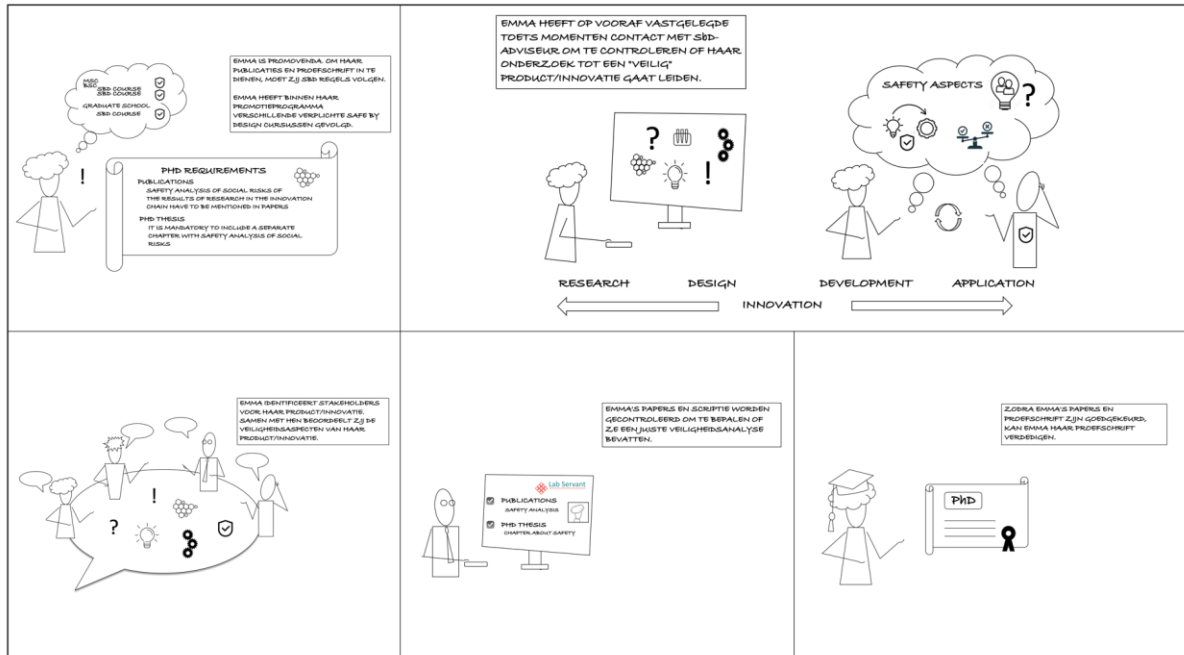 EMMA IS PROMOVENDA. OM HAAR
PUBLICATIES EN PROEFSCHRIFT IN TE
DIENEN, MOET ZIJ SBD REGELS VOLGEN.
EMMA HEEFT BINNEN HAAR
PROMOTIEPROGRAMMA
VERSCHILLENDE VERPLICHTE SAFE BY
DESIGN CURSUSSEN GEVOLGD.
MSC
SBD COURSE
BSC
SBD COURSE
GRADUATE SCHOOL
SBD COURSE
!
PHD REQUIREMENTS
PUBLICATIONS
SAFETY ANALYSIS OF SOCIAL RISKS OF
THE RESULTS OF RESEARCH IN THE INNOVATION
CHAIN HAVE TO BE MENTIONED IN PAPERS
PHD THESIS
IT IS MANDATORY TO INCLUDE A SEPARATE
CHAPTER WITH SAFETY ANALYSIS OF SOCIAL
RISKS
EMMA HEEFT OP VOORAF VASTGELEGDE
TOETS MOMENTEN CONTACT MET SbD-
ADVISEUR OM TE CONTROLEREN OF HAAR
ONDERZOEK TOT EEN "VEILIG"
PRODUCT/INNOVATIE GAAT LEIDEN.
? !
SAFETY ASPECTS
?
RESEARCH DESIGN DEVELOPMENT APPLICATION
INNOVATION
EMMA IDENTIFICEERT STAKEHOLDERS
VOOR HAAR PRODUCT/INNOVATIE.
SAMEN MET HEN BEOORDEELT ZIJ DE
VEILIGHEIDSASPECTEN VAN HAAR
PRODUCT/INNOVATIE.
!
?
EMMA'S PAPERS EN SCRIPTIE WORDEN
GECONTROLEERD OM TE BEPALEN OF
ZE EEN JUISTE VEILIGHEIDSANALYSE
BEVATTEN.
Lab Servant
PUBLICATIONS
SAFETY ANALYSIS
PHD THESIS
CHAPTER ABOUT SAFETY
ZODRA EMMA'S PAPERS EN
PROEFSCHRIFT ZIJN GOEDGEKEURD,
KAN EMMA HAAR PROEFSCHRIFT
VERDEDIGEN.
PhD